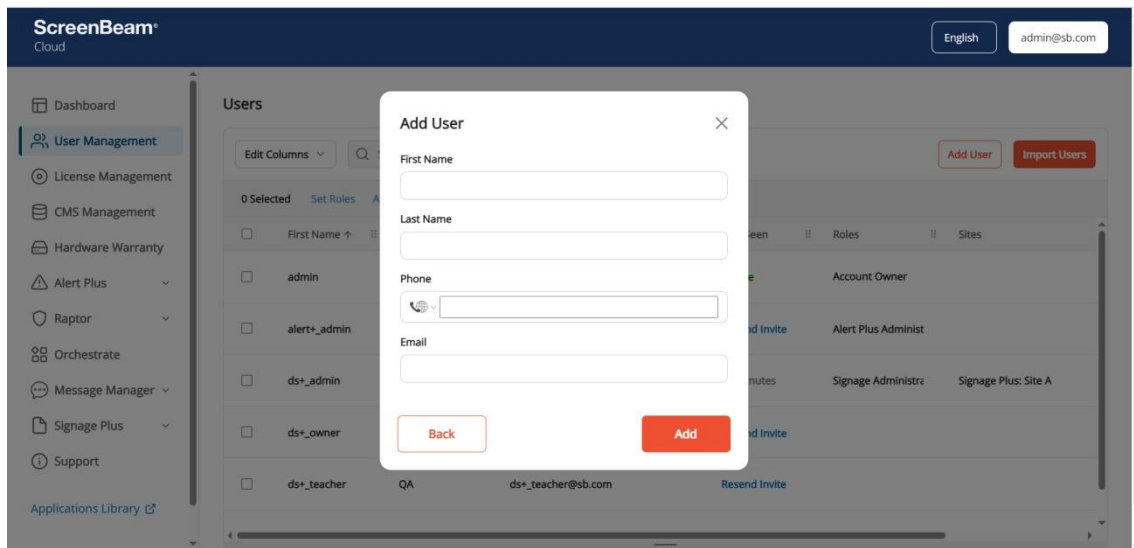 ScreenBeam®
Cloud
English
admin@sb.com
Dashboard
User Management
License Management
CMS Management
Hardware Warranty
Alert Plus
Raptor
Orchestrate
Message Manager
Signage Plus
Support
Applications Library
Users
Edit Columns
Add User
Import Users
0 Selected Set Roles
First Name Roles Sites
admin Account Owner
alert+_admin Alert Plus Administ
ds+_admin Signage Administra Signage Plus: Site A
ds+_owner
ds+_teacher QA ds+_teacher@sb.com Resend Invite
Add User
First Name
Last Name
Phone
Email
Back
Add